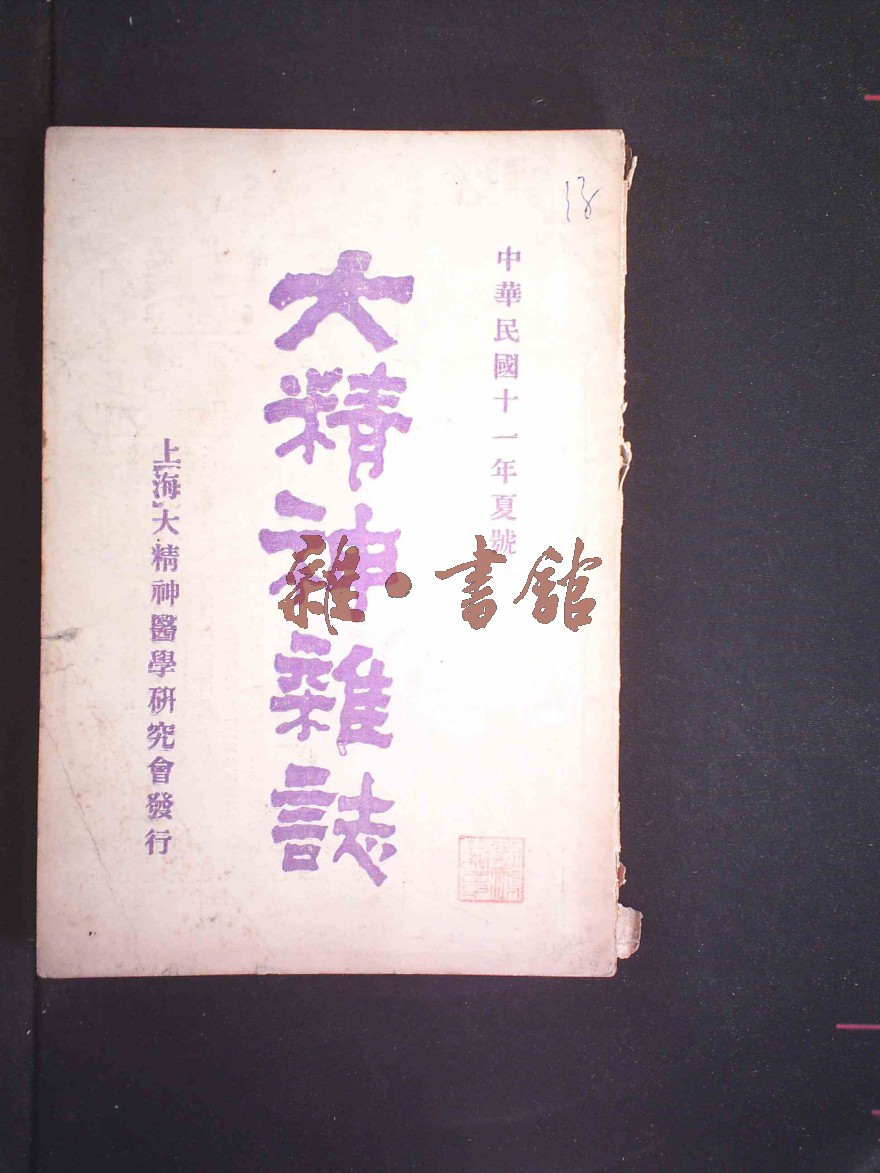 18
中華民國十一年夏號
大精神雜誌
上海大精神醫學研究會發行
雜·書館